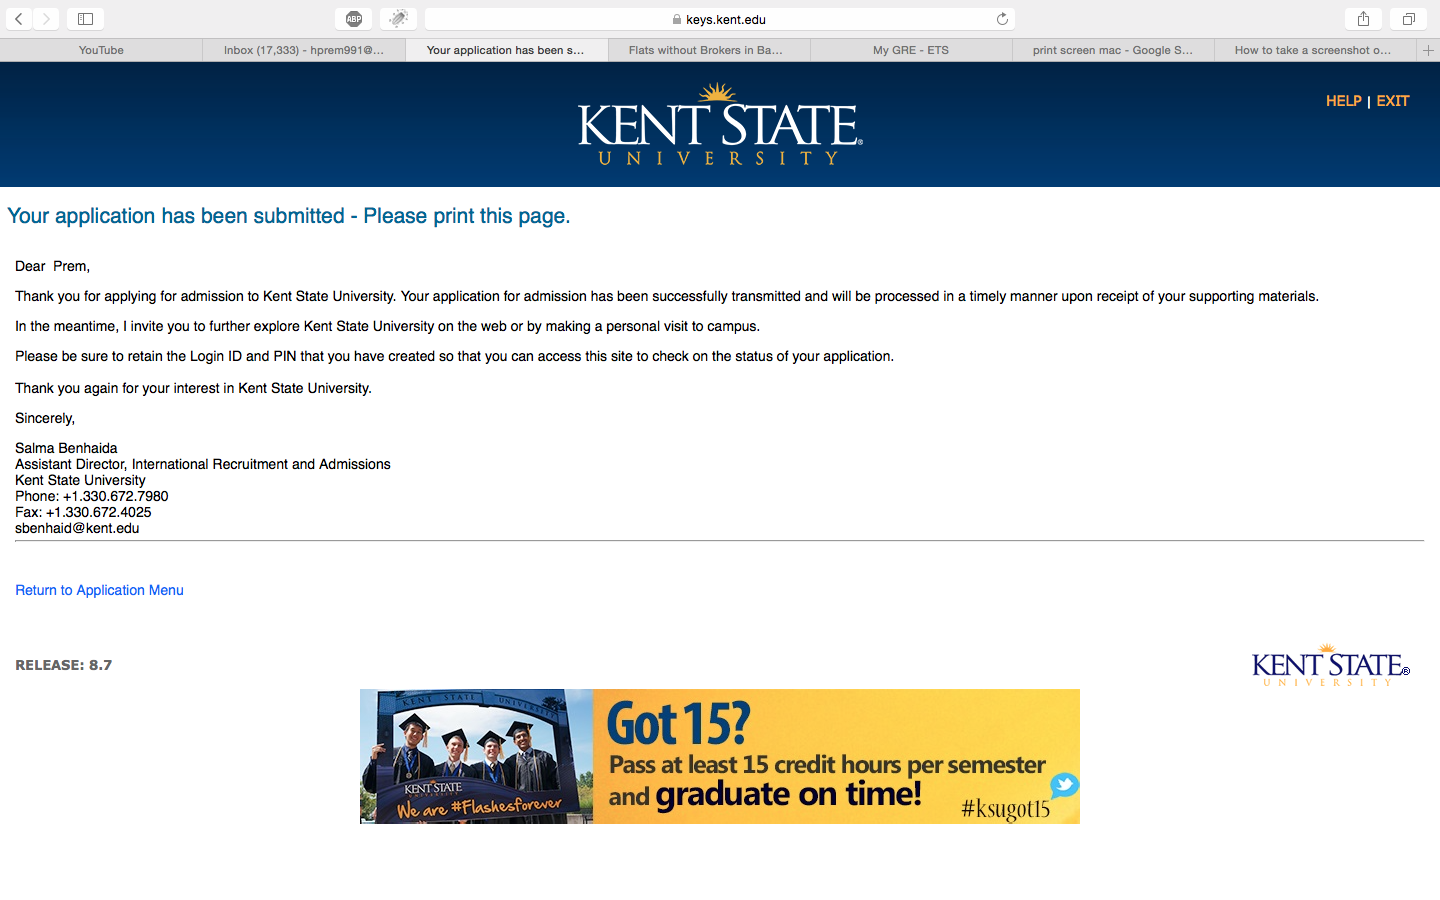 ABP
keys.kent.edu
YouTube
Inbox (17,333) - hprem991@...
Your application has been s...
Flats without Brokers in Ba...
My GRE - ETS
print screen mac - Google S...
How to take a screenshot o...
KENT STATE®
UNIVERSITY
HELP | EXIT
Your application has been submitted - Please print this page.
Dear Prem,
Thank you for applying for admission to Kent State University. Your application for admission has been successfully transmitted and will be processed in a timely manner upon receipt of your supporting materials.
In the meantime, I invite you to further explore Kent State University on the web or by making a personal visit to campus.
Please be sure to retain the Login ID and PIN that you have created so that you can access this site to check on the status of your application.
Thank you again for your interest in Kent State University.
Sincerely,
Salma Benhaida
Assistant Director, International Recruitment and Admissions
Kent State University
Phone: +1.330.672.7980
Fax: +1.330.672.4025
sbenhaid@kent.edu
Return to Application Menu
RELEASE: 8.7
KENT STATE®
UNIVERSITY
KENT STATE UNIVERSITY
KENT STATE
UNIVERSITY
We are #Flashesforever
Got 15?
Pass at least 15 credit hours per semester
and graduate on time!
#ksugot15